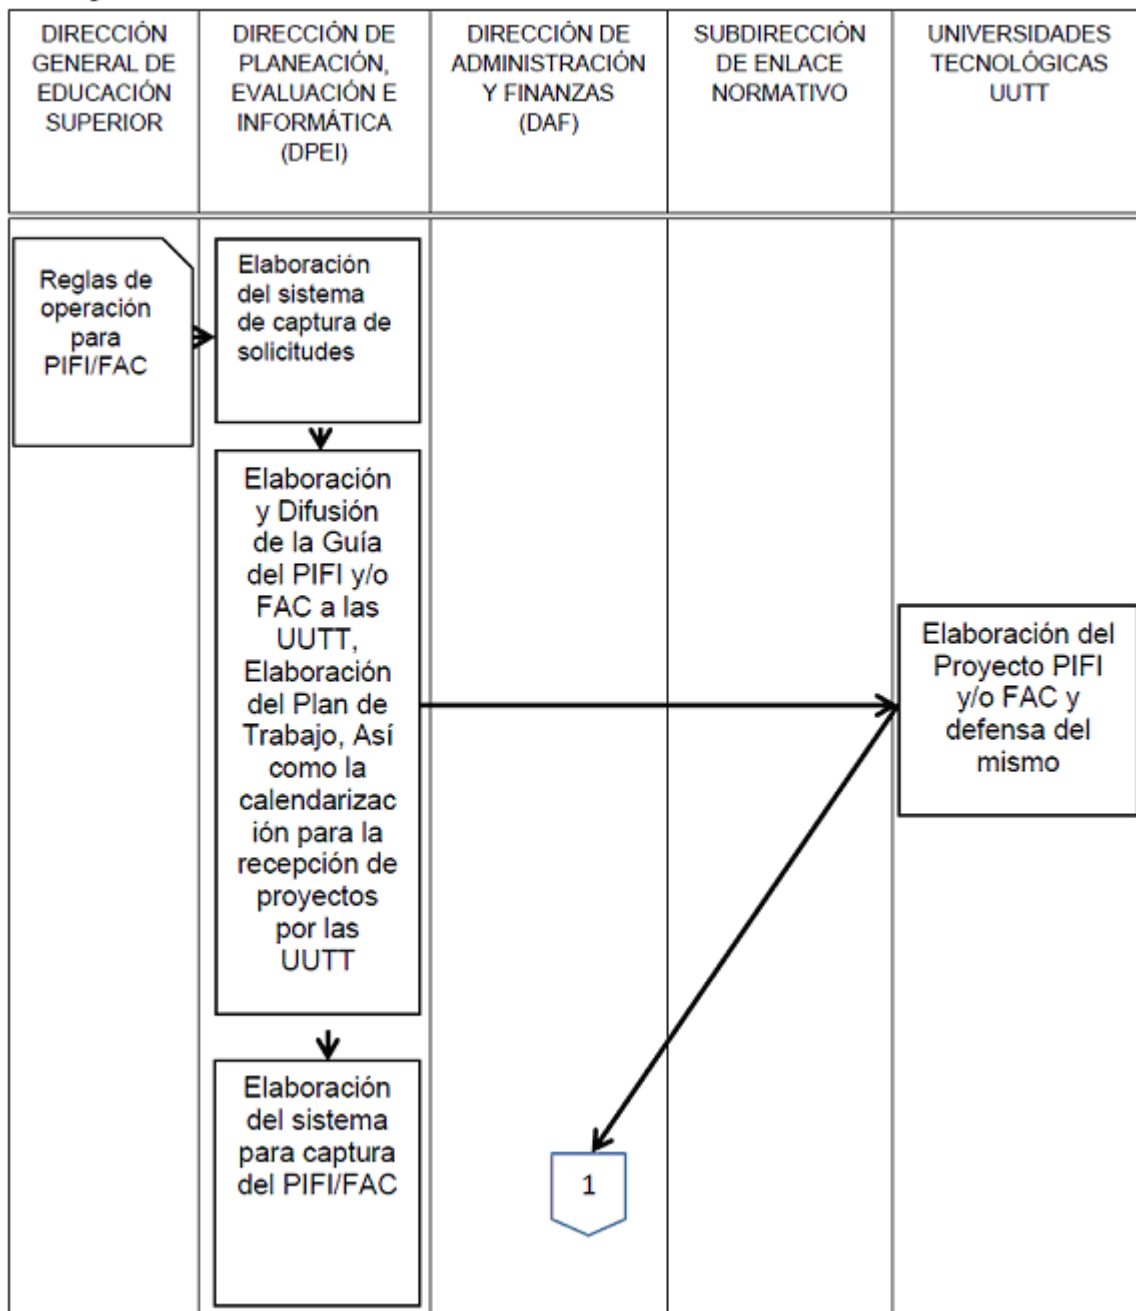 DIRECCIÓN
GENERAL DE
EDUCACIÓN
SUPERIOR
DIRECCIÓN DE
PLANEACIÓN,
EVALUACIÓN E
INFORMÁTICA
(DPEI)
DIRECCIÓN DE
ADMINISTRACIÓN
Y FINANZAS
(DAF)
SUBDIRECCIÓN
DE ENLACE
NORMATIVO
UNIVERSIDADES
TECNOLÓGICAS
UUTT
Reglas de
operación
para
PIFI/FAC
Elaboración
del sistema
de captura de
solicitudes
Elaboración
y Difusión
de la Guía
del PIFI y/o
FAC a las
UUTT,
Elaboración
del Plan de
Trabajo, Así
como la
calendarizac
ión para la
recepción de
proyectos
por las
UUTT
Elaboración del
Proyecto PIFI
y/o FAC y
defensa del
mismo
Elaboración
del sistema
para captura
del PIFI/FAC
1